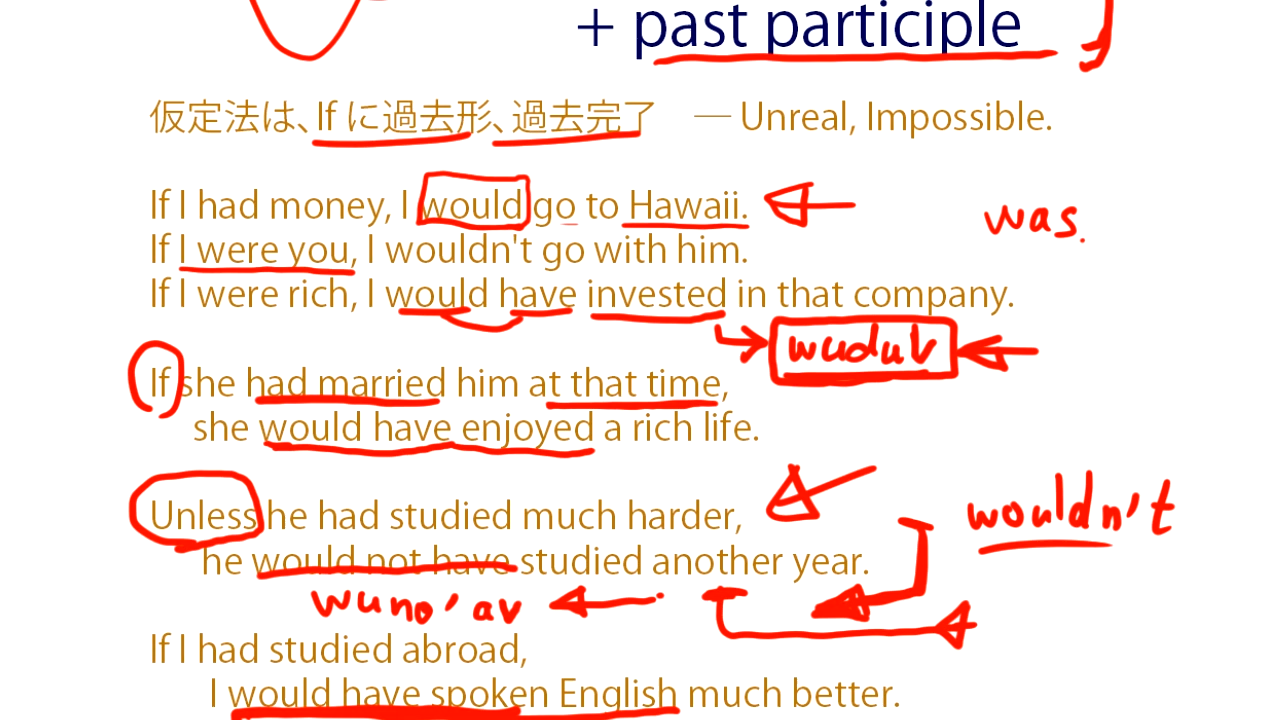 + past participle
仮定法は、If に過去形、過去完了 — Unreal, Impossible.
If I had money, I would go to Hawaii.
was.
If I were you, I wouldn't go with him.
If I were rich, I would have invested in that company.
wuduv
If she had married him at that time,
she would have enjoyed a rich life.
Unless he had studied much harder,
wouldn't
he would not have studied another year.
wuno'av
If I had studied abroad,
I would have spoken English much better.